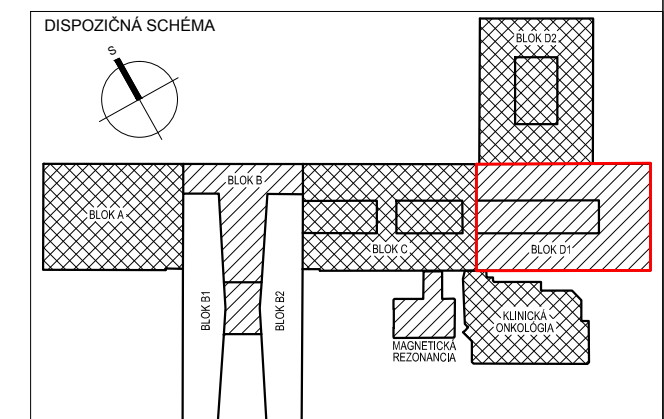 DISPOZIČNÁ SCHÉMA
S
BLOK D2
BLOK A
BLOK B
BLOK C
BLOK D1
BLOK B1
BLOK B2
MAGNETICKÁ
REZONANCIA
KLINICKÁ
ONKOLÓGIA